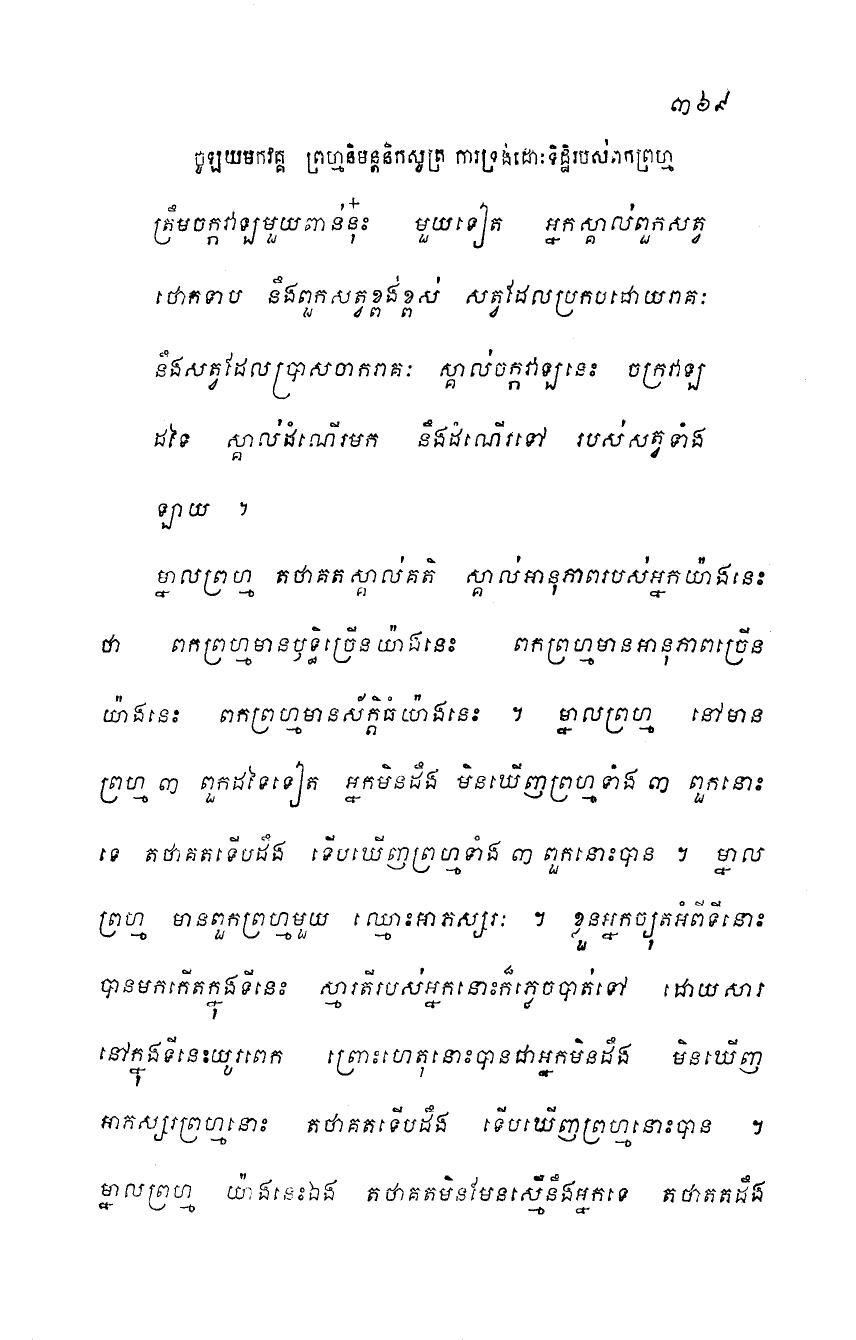 ៣៦៩
ចូឡយមកវគ្គ ព្រហ្មនិមន្តនិកសូត្រ ការទ្រង់ដោះទិដ្ឋិរបស់ពកព្រហ្ម
ត្រឹមចក្កវាឡមួយពាន់នុ៎ះ មួយទៀត អ្នកស្គាល់ពួកសត្វ
ថោកទាប នឹងពួកសត្វខ្ពង់ខ្ពស់ សត្វដែលប្រកបដោយរាគៈ
នឹងសត្វដែលប្រាសចាករាគៈ ស្គាល់ចក្កវាឡនេះ ចក្រវាឡ
ដទៃ ស្គាល់ដំណើរមក នឹងដំណើរទៅ របស់សត្វទាំង
ឡាយ ។
ម្នាលព្រហ្ម តថាគតស្គាល់គតិ ស្គាល់អានុភាពរបស់អ្នកយ៉ាងនេះ
ថា ពកព្រហ្មមានឫទ្ធិច្រើនយ៉ាងនេះ ពកព្រហ្មមានអានុភាពច្រើន
យ៉ាងនេះ ពកព្រហ្មមានស័ក្តិធំយ៉ាងនេះ ។ ម្នាលព្រហ្ម នៅមាន
ព្រហ្ម ៣ ពួកដទៃទៀត អ្នកមិនដឹង មិនឃើញព្រហ្មទាំង ៣ ពួកនោះ
ទេ តថាគតទើបដឹង ទើបឃើញព្រហ្មទាំង ៣ ពួកនោះបាន ។ ម្នាល
ព្រហ្ម មានពួកព្រហ្មមួយ ឈ្មោះអាភស្សរៈ ។ ខ្លួនអ្នកច្យុតអំពីទីនោះ
បានមកកើតក្នុងទីនេះ ស្មារតីរបស់អ្នកនោះក៏ភ្លេចបាត់ទៅ ដោយសារ
នៅក្នុងទីនេះយូរពេក ព្រោះហេតុនោះបានជាអ្នកមិនដឹង មិនឃើញ
អាភស្សរព្រហ្មនោះ តថាគតទើបដឹង ទើបឃើញព្រហ្មនោះបាន ។
ម្នាលព្រហ្ម យ៉ាងនេះឯង តថាគតមិនមែនស្មើនឹងអ្នកទេ តថាគតដឹង